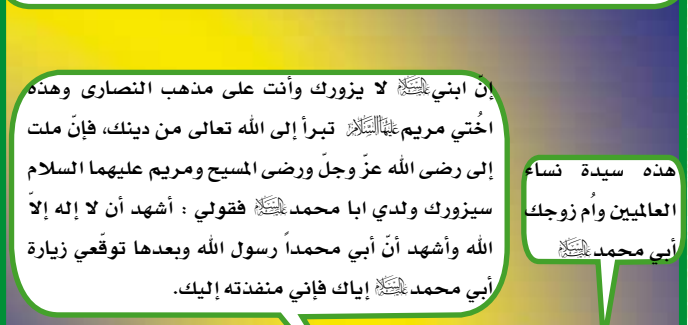 هذه سيدة نساء
العالميين وأم زوجك
أبي محمد عليه السلام
إنّ ابني عليه السلام لا يزورك وأنت على مذهب النصارى وهذه
اُختي مريم عليها السلام تبرأ إلى الله تعالى من دينك، فإنّ ملت
إلى رضى الله عزّ وجلّ ورضى المسيح ومريم عليهما السلام
سيزورك ولدي ابا محمد عليه السلام فقولي : أشهد أن لا إله إلاّ
الله وأشهد أنّ أبي محمداً رسول الله وبعدها توقّعي زيارة
أبي محمد عليه السلام إياك فإني منفذته إليك.